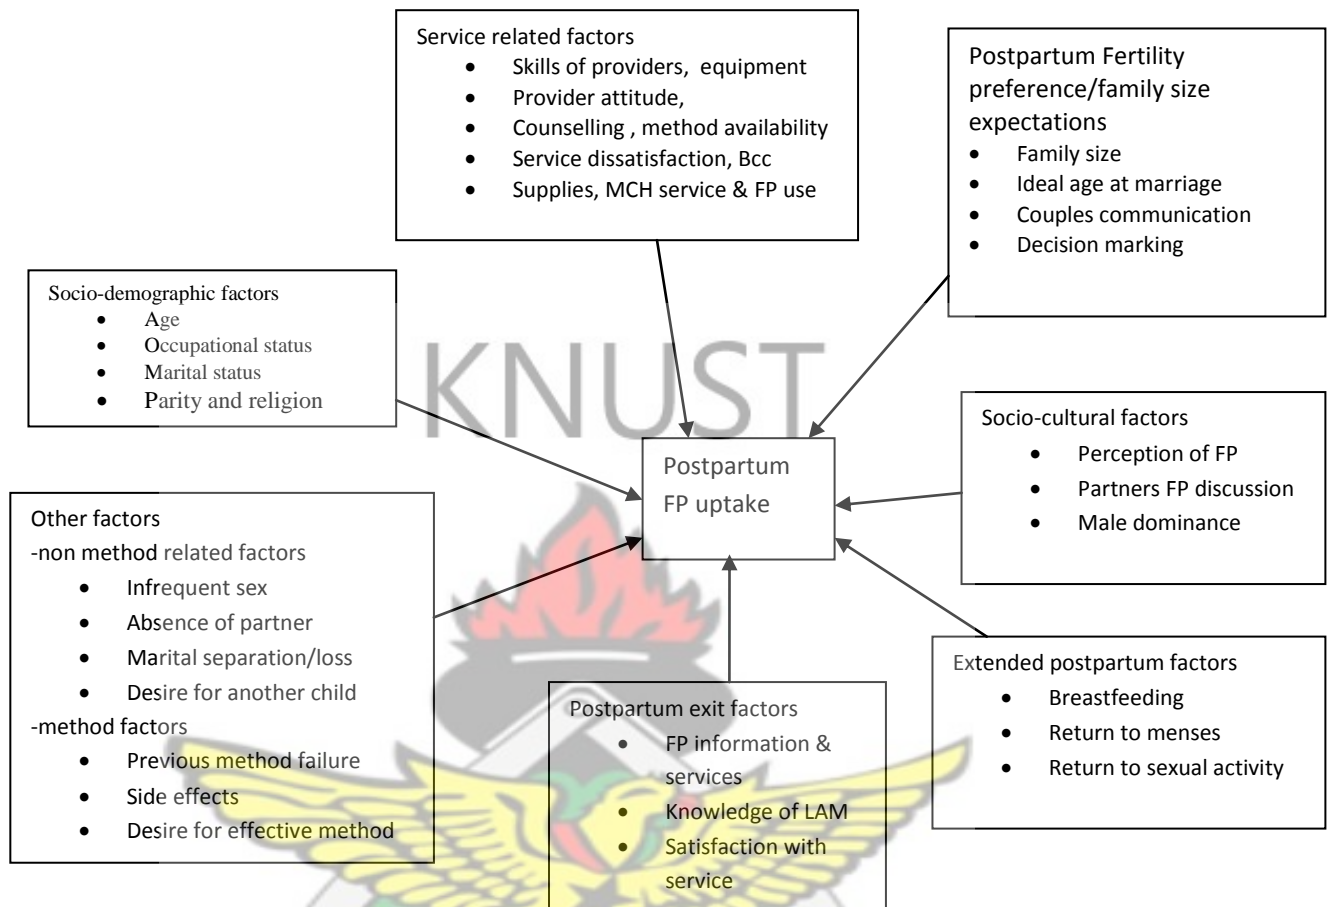 Service related factors
• Skills of providers, equipment
• Provider attitude,
• Counselling , method availability
• Service dissatisfaction, Bcc
• Supplies, MCH service & FP use
Postpartum Fertility
preference/family size
expectations
• Family size
• Ideal age at marriage
• Couples communication
• Decision marking
Socio-demographic factors
• Age
• Occupational status
• Marital status
• Parity and religion
KNUST
Postpartum
FP uptake
Socio-cultural factors
• Perception of FP
• Partners FP discussion
• Male dominance
Other factors
-non method related factors
• Infrequent sex
• Absence of partner
• Marital separation/loss
• Desire for another child
-method factors
• Previous method failure
• Side effects
• Desire for effective method
Postpartum exit factors
• FP information &
services
• Knowledge of LAM
• Satisfaction with
service
Extended postpartum factors
• Breastfeeding
• Return to menses
• Return to sexual activity